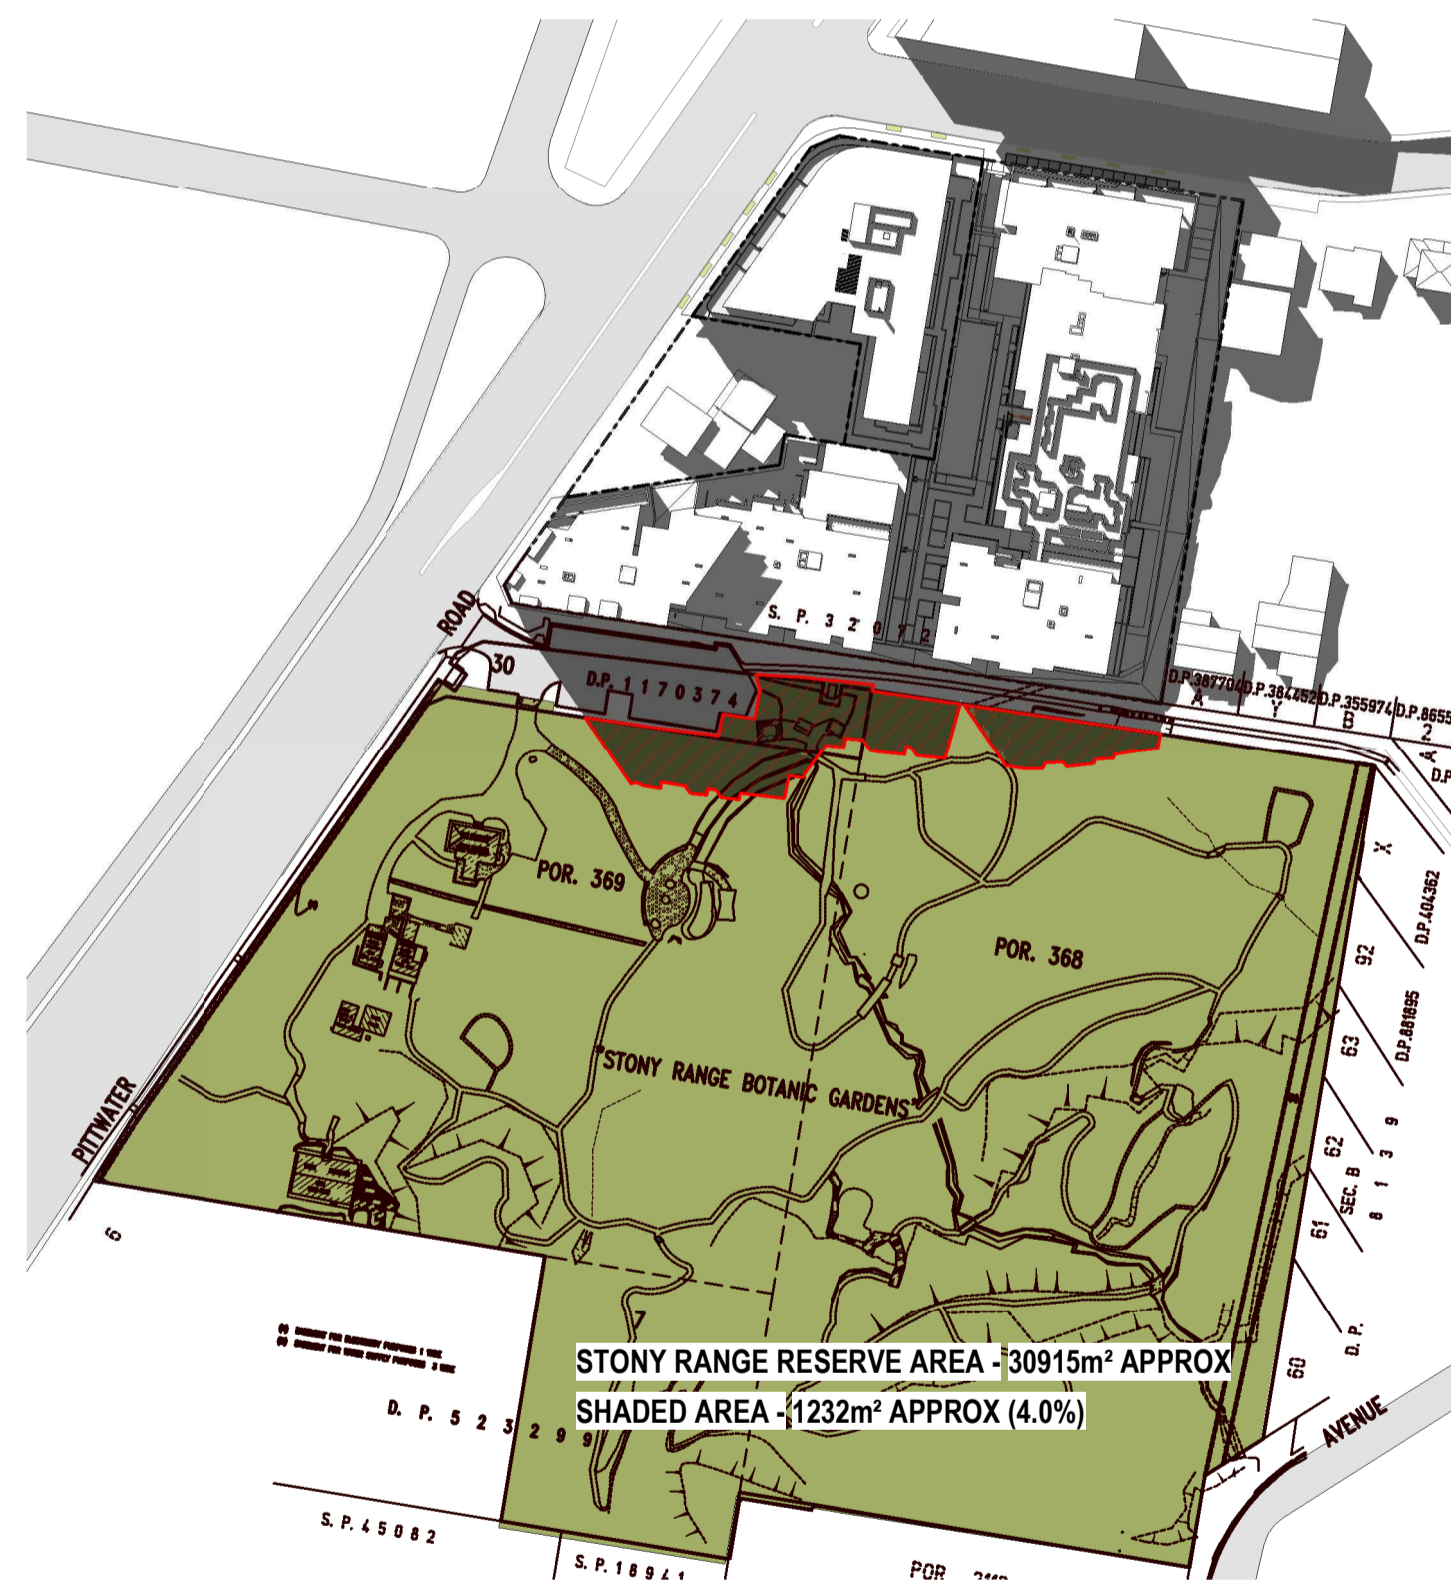 ROAD
S. P. 3 2 0 7 2
30
D.P. 1 1 7 0 3 7 4
D.P.387704
D.P.384452
D.P.355974
D.P.8655
A
Y
B
2
A
D.P
X
D.P.404362
POR. 369
POR. 368
92
D.P.881895
63
"STONY RANGE BOTANIC GARDENS"
PITTWATER
62
SEC. B
8 1 3 9
61
6
7
D. P.
60
STONY RANGE RESERVE AREA - 30915m² APPROX
SHADED AREA - 1232m² APPROX (4.0%)
D. P. 5 2 3 2 9 9
AVENUE
S. P. 4 5 0 8 2
S. P. 1 8 9 4 1
POR.